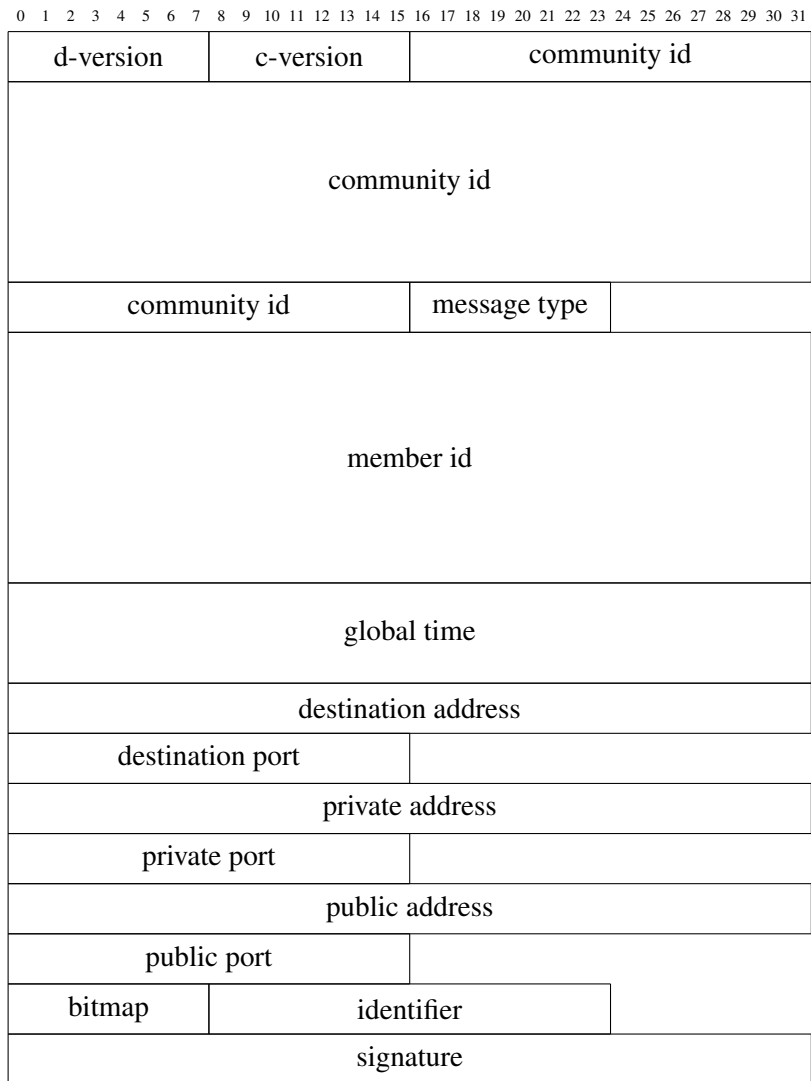 0 1 2 3 4 5 6 7 8 9 10 11 12 13 14 15 16 17 18 19 20 21 22 23 24 25 26 27 28 29 30 31
d-version c-version community id
community id
community id message type
member id
global time
destination address
destination port
private address
private port
public address
public port
bitmap identifier
signature